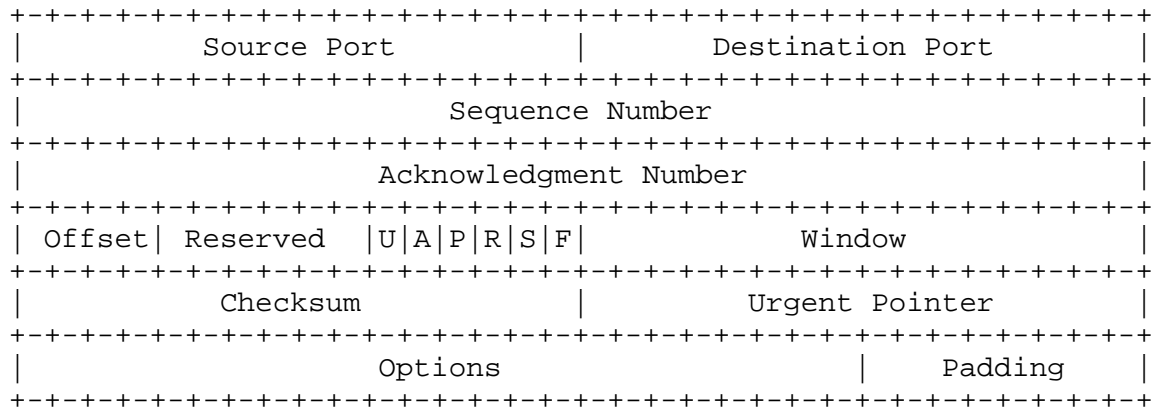 +-+-+-+-+-+-+-+-+-+-+-+-+-+-+-+-+-+-+-+-+-+-+-+-+-+-+-+-+-+-+-+-+
|          Source Port          |       Destination Port        |
+-+-+-+-+-+-+-+-+-+-+-+-+-+-+-+-+-+-+-+-+-+-+-+-+-+-+-+-+-+-+-+-+
|                        Sequence Number                        |
+-+-+-+-+-+-+-+-+-+-+-+-+-+-+-+-+-+-+-+-+-+-+-+-+-+-+-+-+-+-+-+-+
|                    Acknowledgment Number                      |
+-+-+-+-+-+-+-+-+-+-+-+-+-+-+-+-+-+-+-+-+-+-+-+-+-+-+-+-+-+-+-+-+
| Offset| Reserved  |U|A|P|R|S|F|            Window             |
+-+-+-+-+-+-+-+-+-+-+-+-+-+-+-+-+-+-+-+-+-+-+-+-+-+-+-+-+-+-+-+-+
|           Checksum            |         Urgent Pointer        |
+-+-+-+-+-+-+-+-+-+-+-+-+-+-+-+-+-+-+-+-+-+-+-+-+-+-+-+-+-+-+-+-+
|                    Options                    |    Padding    |
+-+-+-+-+-+-+-+-+-+-+-+-+-+-+-+-+-+-+-+-+-+-+-+-+-+-+-+-+-+-+-+-+